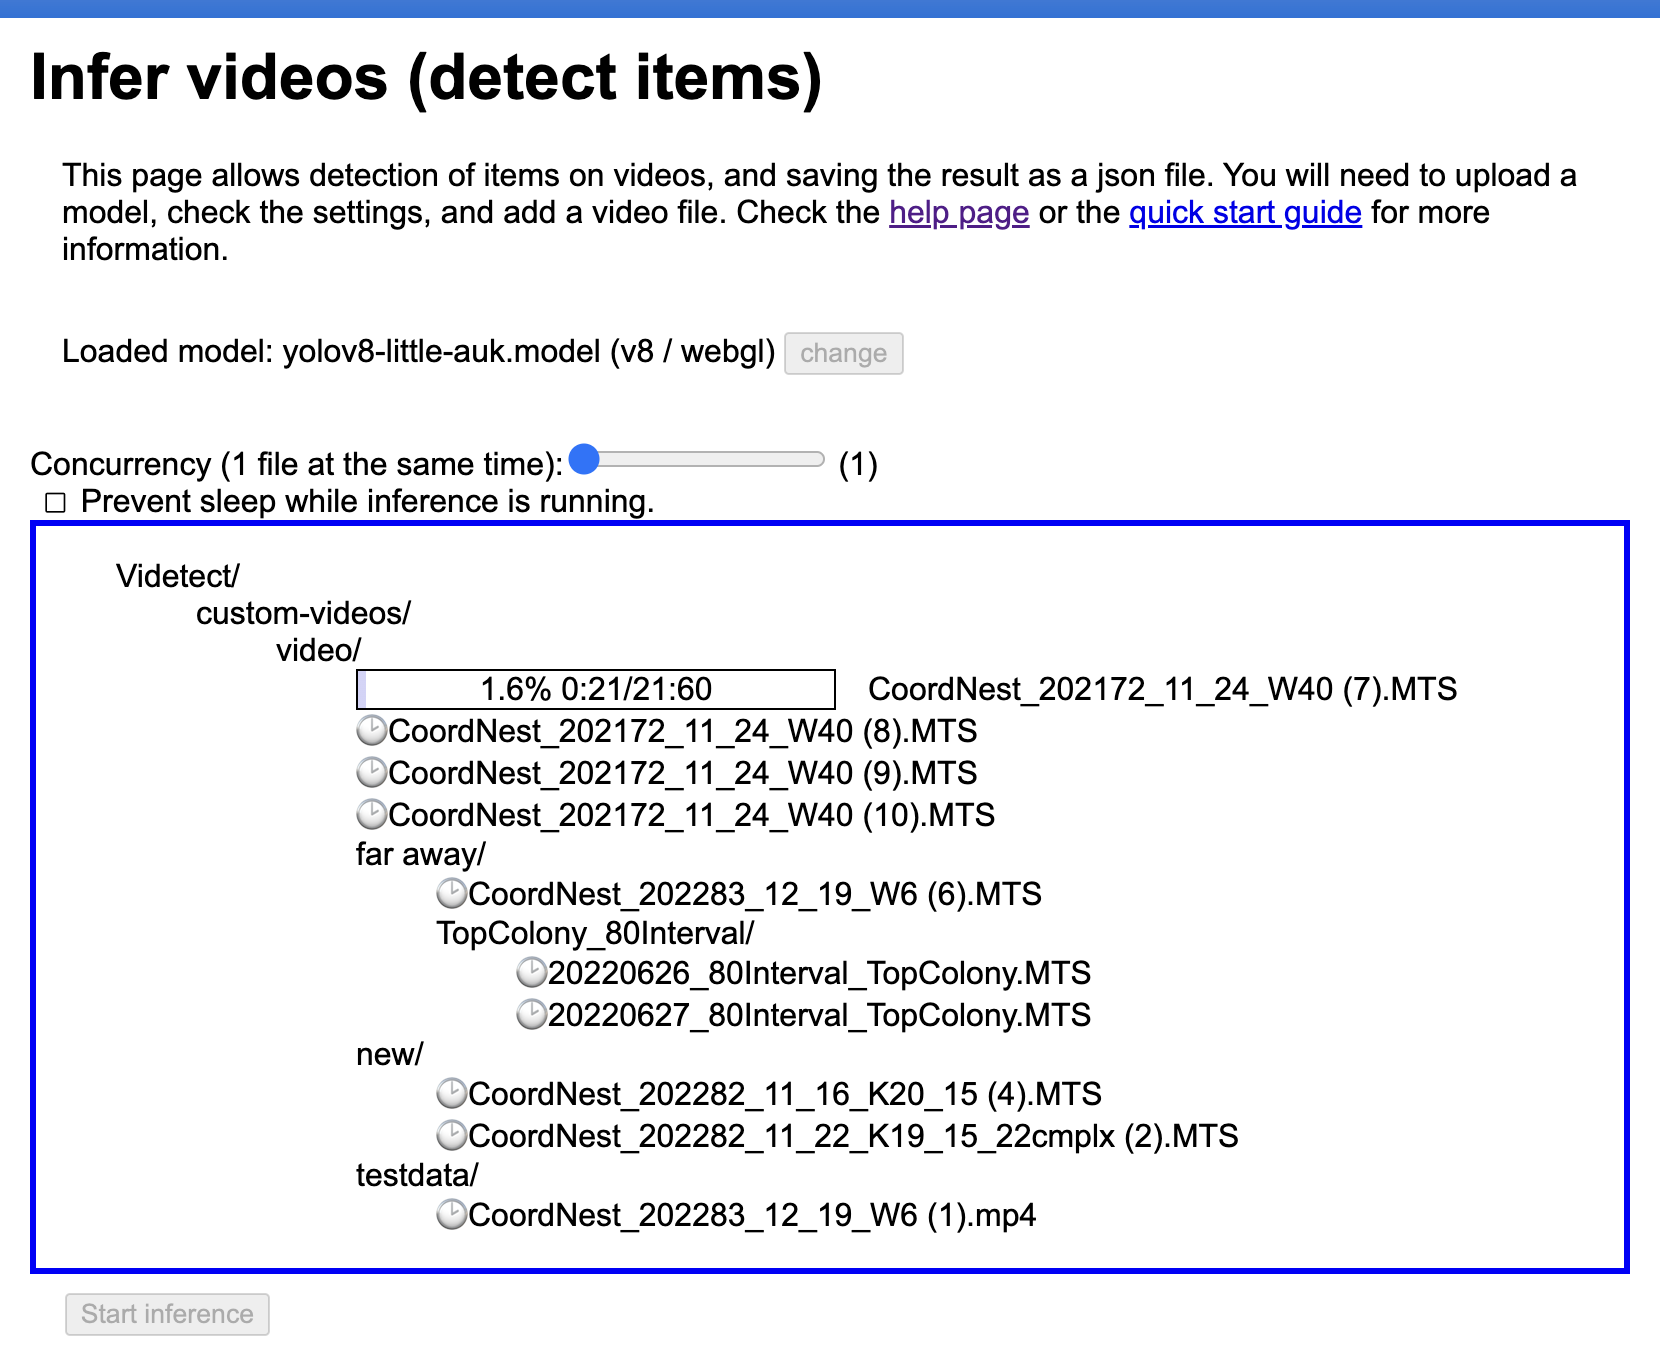 Infer videos (detect items)
This page allows detection of items on videos, and saving the result as a json file. You will need to upload a
model, check the settings, and add a video file. Check the help page or the quick start guide for more
information.
Loaded model: yolov8-little-auk.model (v8 / webgl) change
Concurrency (1 file at the same time): (1)
Prevent sleep while inference is running.
Videtect/
custom-videos/
video/
1.6% 0:21/21:60 CoordNest_202172_11_24_W40 (7).MTS
CoordNest_202172_11_24_W40 (8).MTS
CoordNest_202172_11_24_W40 (9).MTS
CoordNest_202172_11_24_W40 (10).MTS
far away/
CoordNest_202283_12_19_W6 (6).MTS
TopColony_80Interval/
20220626_80Interval_TopColony.MTS
20220627_80Interval_TopColony.MTS
new/
CoordNest_202282_11_16_K20_15 (4).MTS
CoordNest_202282_11_22_K19_15_22cmplx (2).MTS
testdata/
CoordNest_202283_12_19_W6 (1).mp4
Start inference